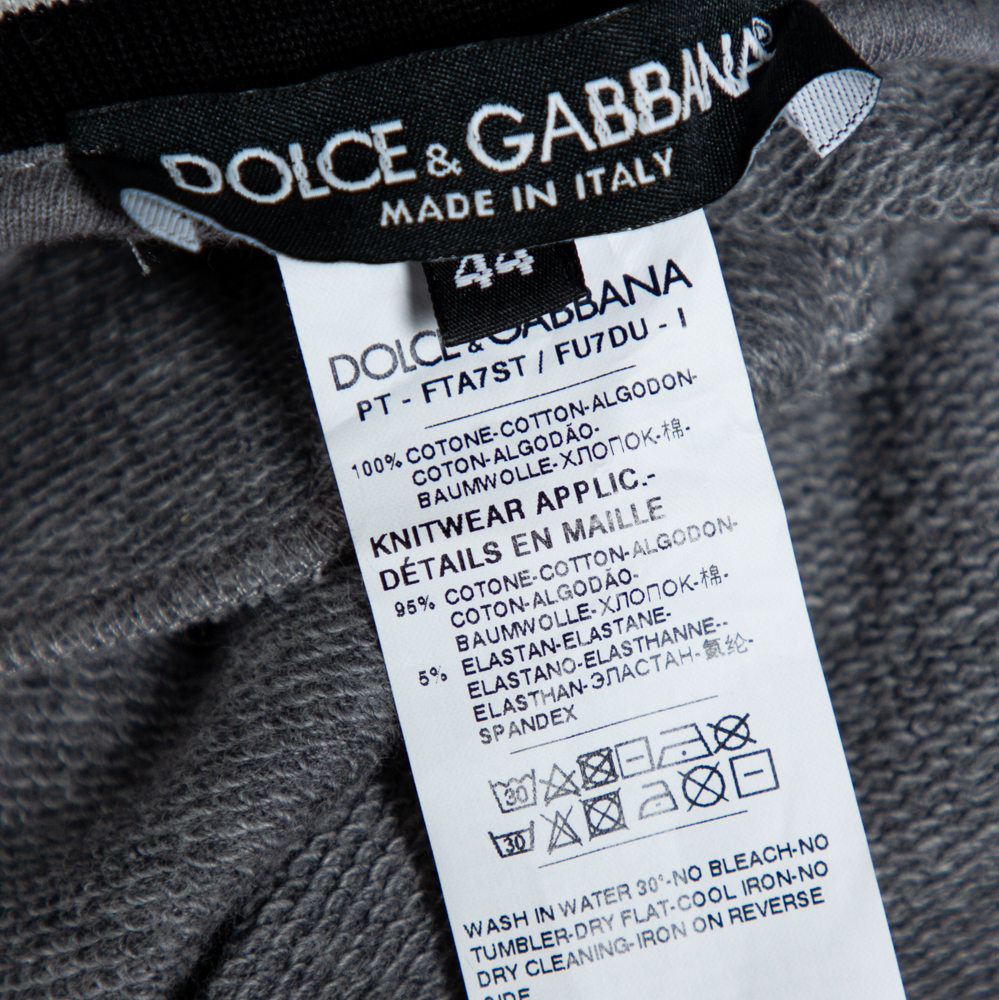 DOLCE & GABBANA®
MADE IN ITALY
44
DOLCE & GABBANA
PT - FTA7ST / FU7DU - I
100% COTONE-COTTON-ALGODON-
COTON-ALGODÃO-
BAUMWOLLE-ХЛОПОК-棉-
KNITWEAR APPLIC.-
DÉTAILS EN MAILLE
95% COTONE-COTTON-ALGODON-
COTON-ALGODÃO-
BAUMWOLLE-ХЛОПОК-棉-
5% ELASTAN-ELASTANE-
ELASTANO-ELASTHANNE--
ELASTHAN-ЭЛАСТАН-氨纶-
SPANDEX
30
30
WASH IN WATER 30°-NO BLEACH-NO
TUMBLER-DRY FLAT-COOL IRON-NO
DRY CLEANING-IRON ON REVERSE
SIDE